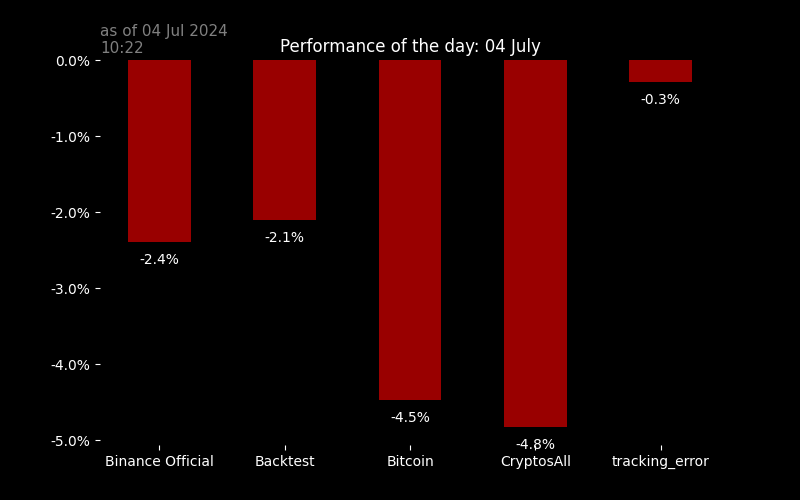 as of 04 Jul 2024
10:22
Performance of the day: 04 July
0.0%
-1.0%
-2.0%
-3.0%
-4.0%
-5.0%
-2.4%
-2.1%
-4.5%
-4.8%
-0.3%
Binance Official
Backtest
Bitcoin
CryptosAll
tracking_error